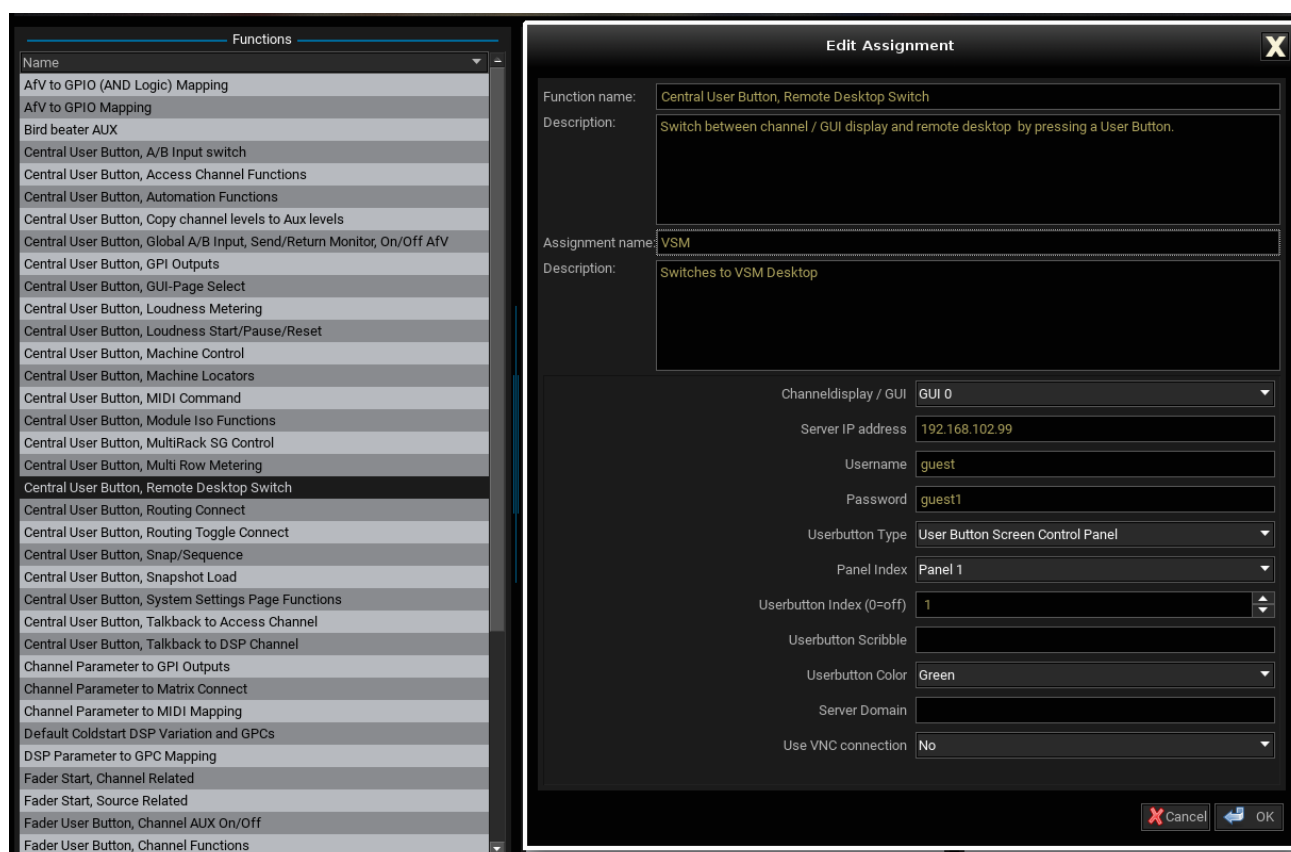 Functions
Name
AfV to GPIO (AND Logic) Mapping
AfV to GPIO Mapping
Bird beater AUX
Central User Button, A/B Input switch
Central User Button, Access Channel Functions
Central User Button, Automation Functions
Central User Button, Copy channel levels to Aux levels
Central User Button, Global A/B Input, Send/Return Monitor, On/Off AfV
Central User Button, GPI Outputs
Central User Button, GUI-Page Select
Central User Button, Loudness Metering
Central User Button, Loudness Start/Pause/Reset
Central User Button, Machine Control
Central User Button, Machine Locators
Central User Button, MIDI Command
Central User Button, Module Iso Functions
Central User Button, MultiRack SG Control
Central User Button, Multi Row Metering
Central User Button, Remote Desktop Switch
Central User Button, Routing Connect
Central User Button, Routing Toggle Connect
Central User Button, Snap/Sequence
Central User Button, Snapshot Load
Central User Button, System Settings Page Functions
Central User Button, Talkback to Access Channel
Central User Button, Talkback to DSP Channel
Channel Parameter to GPI Outputs
Channel Parameter to Matrix Connect
Channel Parameter to MIDI Mapping
Default Coldstart DSP Variation and GPCs
DSP Parameter to GPC Mapping
Fader Start, Channel Related
Fader Start, Source Related
Fader User Button, Channel AUX On/Off
Fader User Button, Channel Functions
Edit Assignment
X
Function name: Central User Button, Remote Desktop Switch
Description: Switch between channel / GUI display and remote desktop by pressing a User Button.
Assignment name: VSM
Description: Switches to VSM Desktop
Channeldisplay / GUI GUI 0
Server IP address 192.168.102.99
Username guest
Password guest1
Userbutton Type User Button Screen Control Panel
Panel Index Panel 1
Userbutton Index (0=off) 1
Userbutton Scribble
Userbutton Color Green
Server Domain
Use VNC connection No
Cancel OK